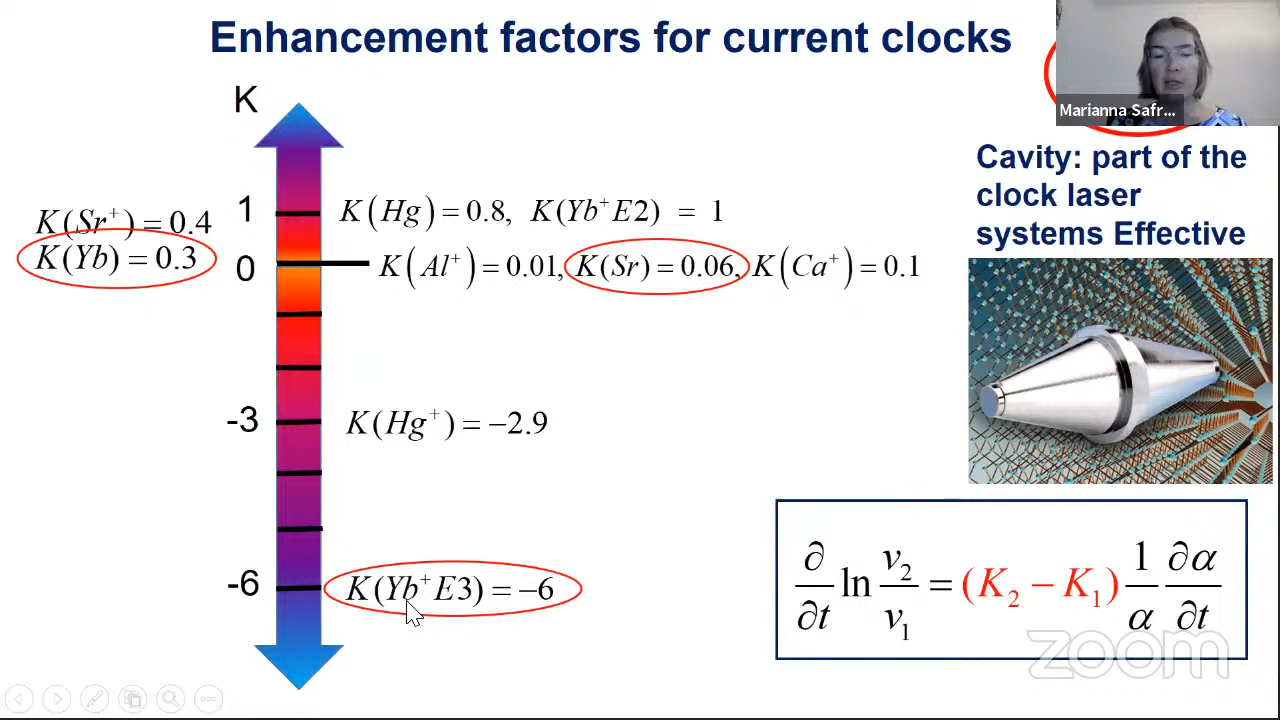 Enhancement factors for current clocks
Marianna Safr...
K
Cavity: part of the
clock laser
systems Effective
1
K(Hg) = 0.8, K(Yb⁺E2) = 1
K(Sr⁺) = 0.4
K(Yb) = 0.3
0
K(Al⁺) = 0.01, K(Sr) = 0.06, K(Ca⁺) = 0.1
-3
K(Hg⁺) = −2.9
-6
K(Yb⁺E3) = −6
∂/∂t ln ν₂/ν₁ = (K₂ − K₁) 1/α ∂α/∂t
zoom